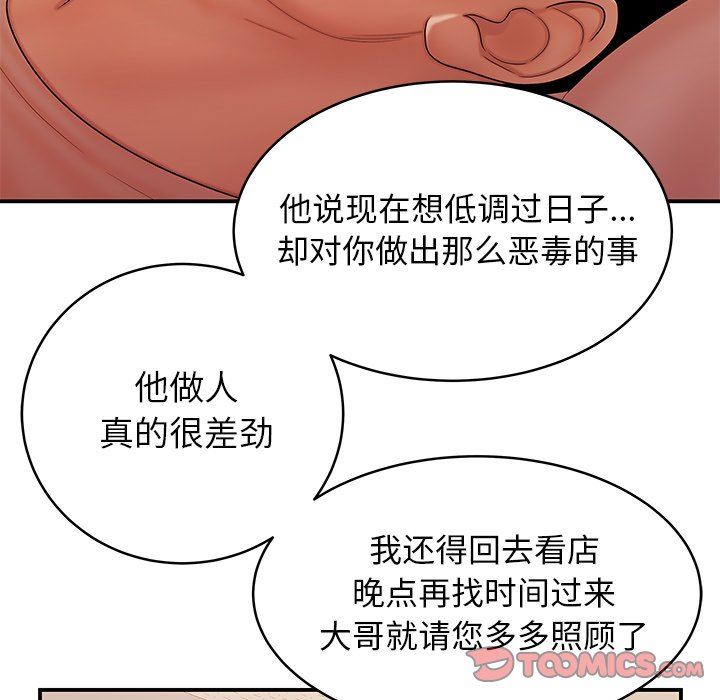 他说现在想低调过日子...
却对你做出那么恶毒的事
他做人
真的很差劲
我还得回去看店
晚点再找时间过来
大哥就请您多多照顾了
TOOMICS.COM